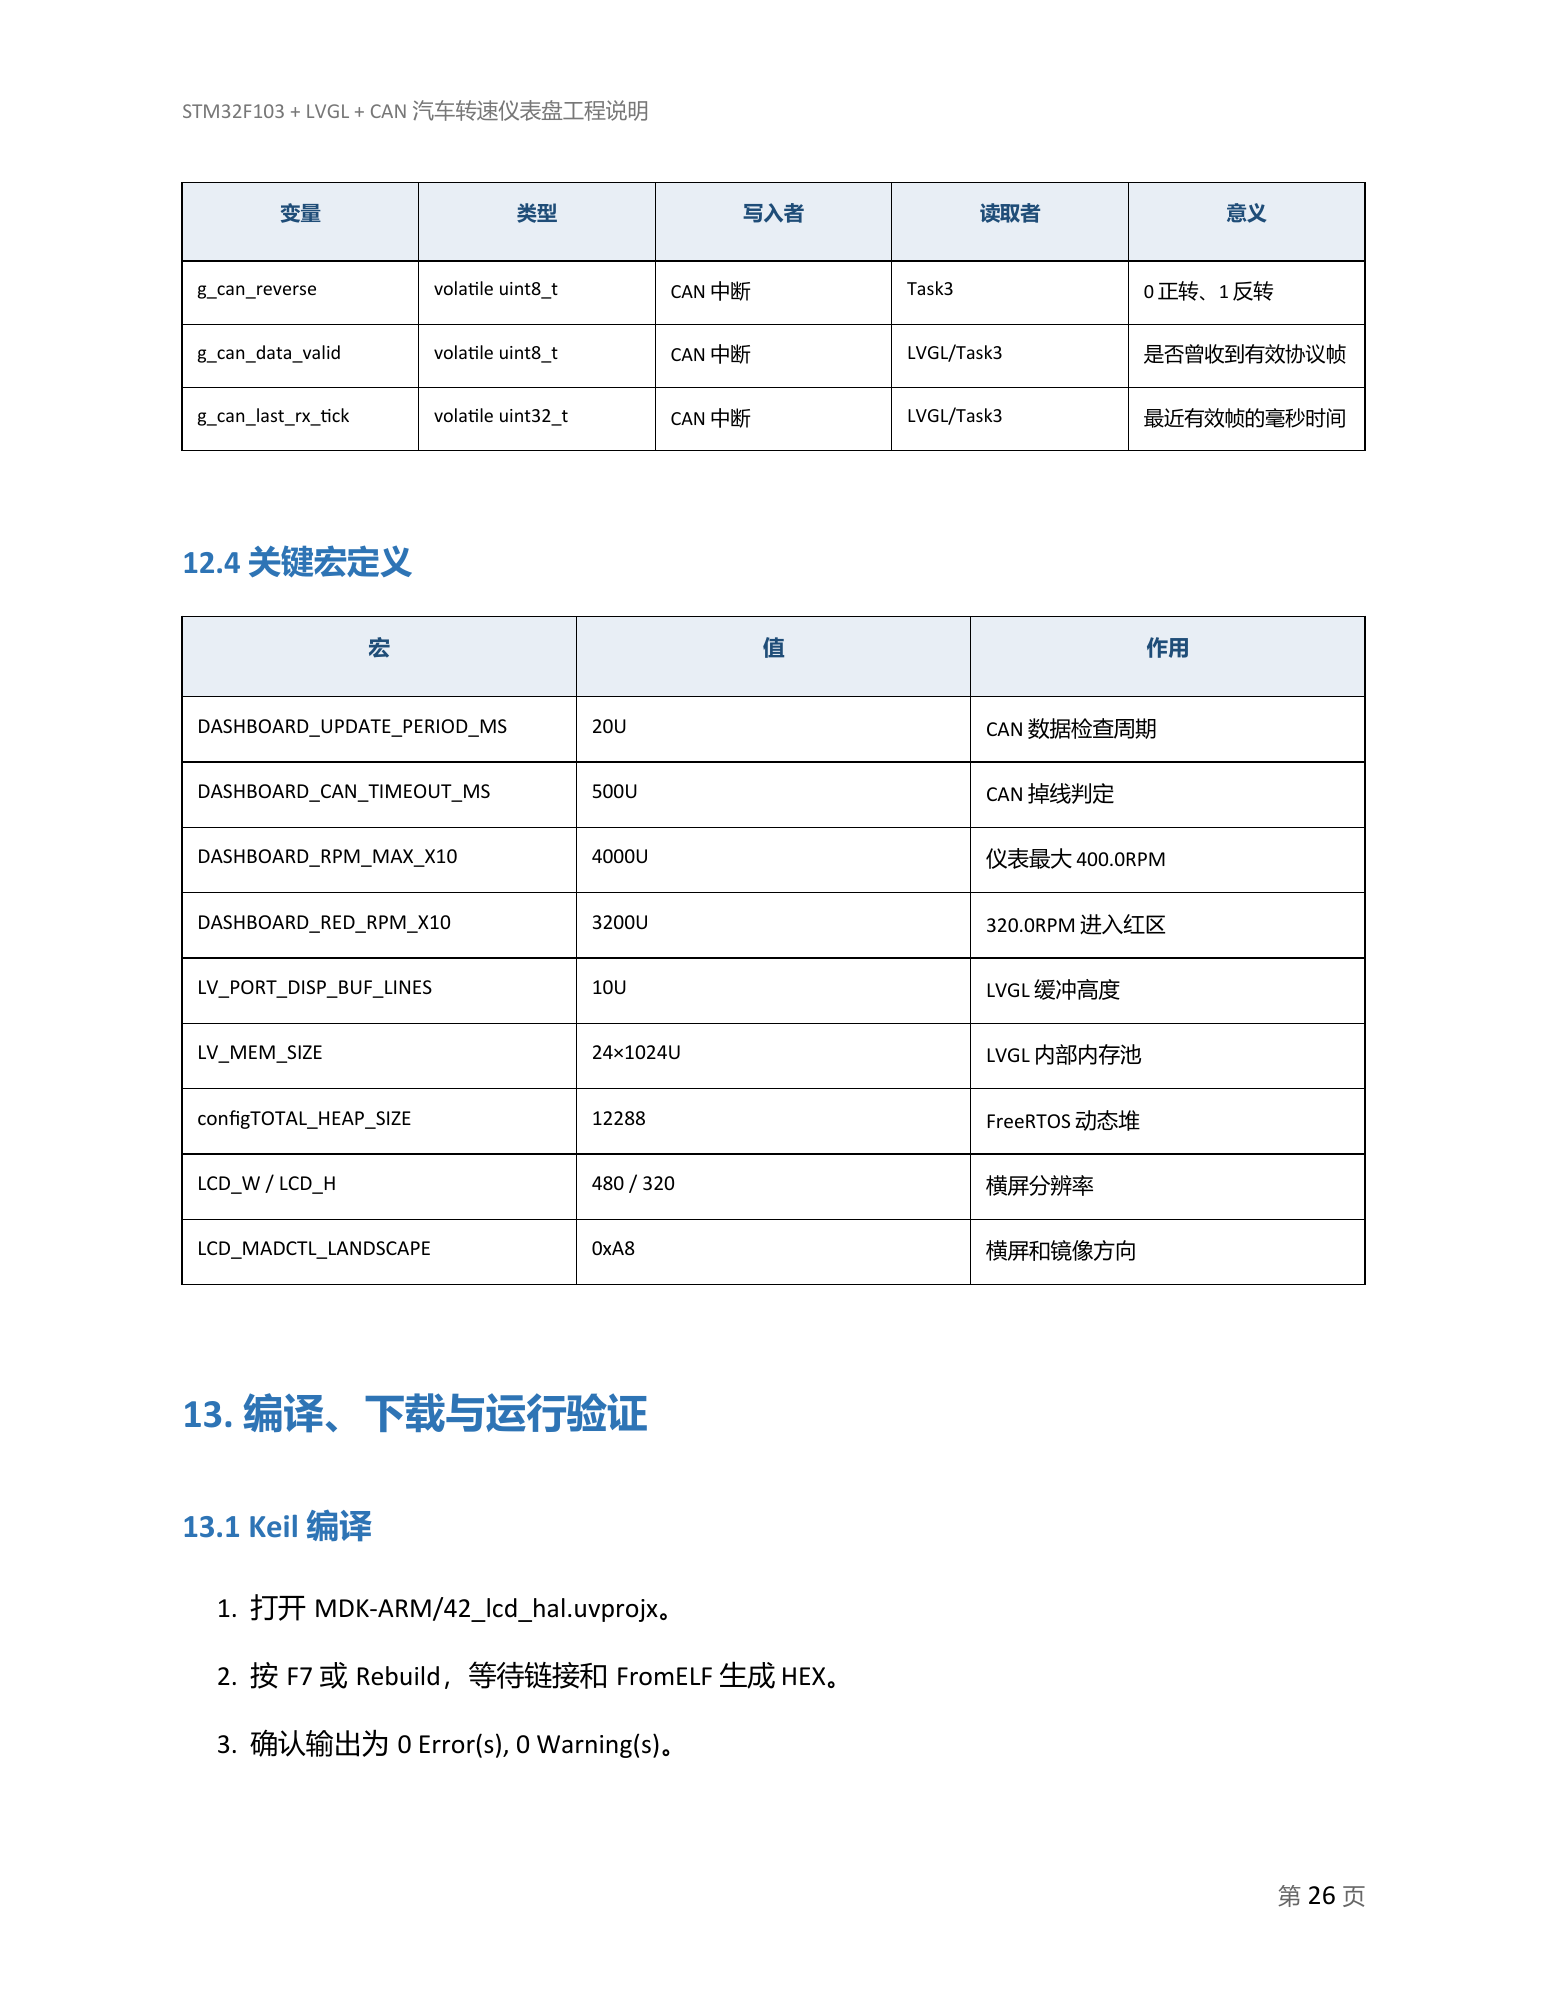 STM32F103 + LVGL + CAN 汽车转速仪表盘工程说明
变量 类型 写入者 读取者 意义
g_can_reverse volatile uint8_t CAN 中断 Task3 0 正转、1 反转
g_can_data_valid volatile uint8_t CAN 中断 LVGL/Task3 是否曾收到有效协议帧
g_can_last_rx_tick volatile uint32_t CAN 中断 LVGL/Task3 最近有效帧的毫秒时间
12.4 关键宏定义
宏 值 作用
DASHBOARD_UPDATE_PERIOD_MS 20U CAN 数据检查周期
DASHBOARD_CAN_TIMEOUT_MS 500U CAN 掉线判定
DASHBOARD_RPM_MAX_X10 4000U 仪表最大 400.0RPM
DASHBOARD_RED_RPM_X10 3200U 320.0RPM 进入红区
LV_PORT_DISP_BUF_LINES 10U LVGL 缓冲高度
LV_MEM_SIZE 24×1024U LVGL 内部内存池
configTOTAL_HEAP_SIZE 12288 FreeRTOS 动态堆
LCD_W / LCD_H 480 / 320 横屏分辨率
LCD_MADCTL_LANDSCAPE 0xA8 横屏和镜像方向
13. 编译、下载与运行验证
13.1 Keil 编译
1. 打开 MDK-ARM/42_lcd_hal.uvprojx。
2. 按 F7 或 Rebuild，等待链接和 FromELF 生成 HEX。
3. 确认输出为 0 Error(s), 0 Warning(s)。
第 26 页